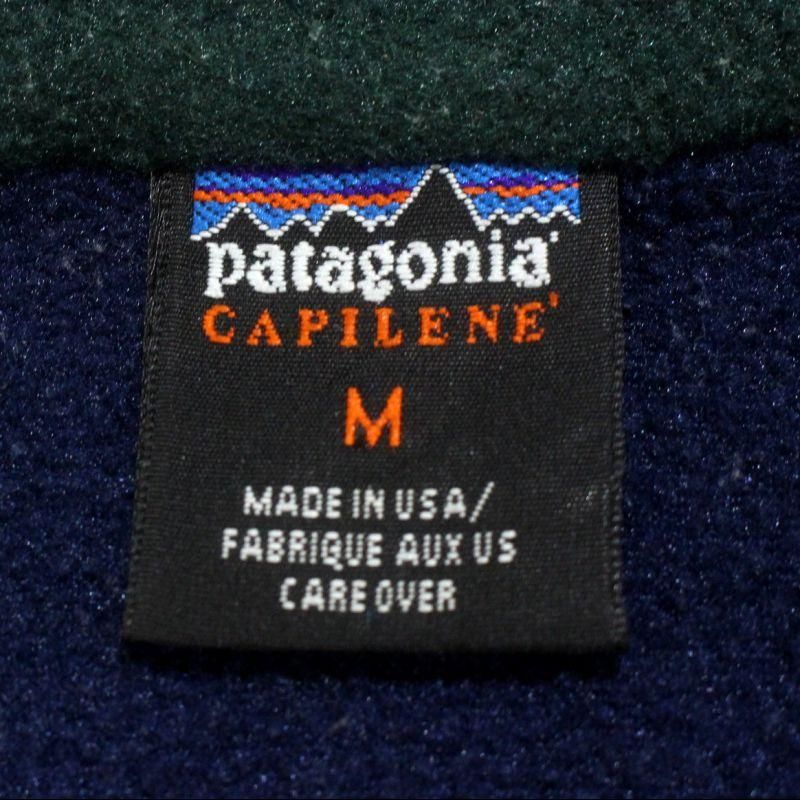 patagonia®
CAPILENE®
M
MADE IN USA/
FABRIQUE AUX US
CARE OVER